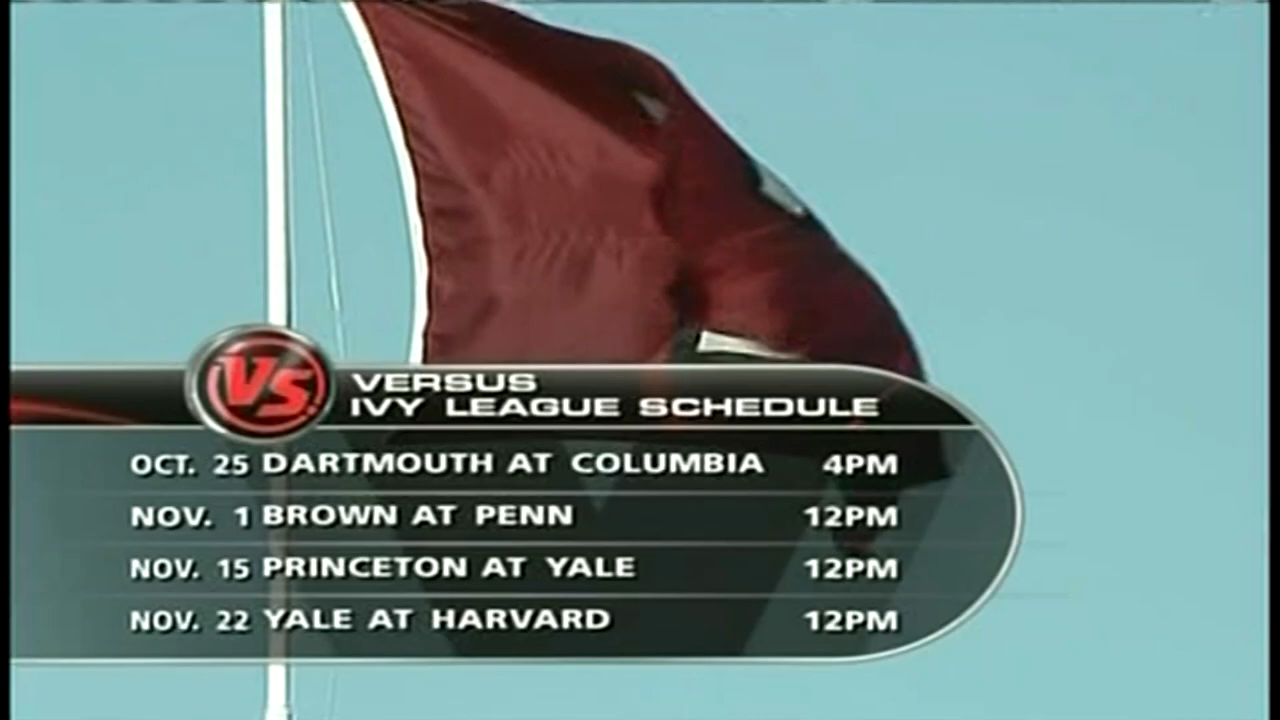 VS.
VERSUS
IVY LEAGUE SCHEDULE
OCT. 25 DARTMOUTH AT COLUMBIA 4PM
NOV. 1 BROWN AT PENN 12PM
NOV. 15 PRINCETON AT YALE 12PM
NOV. 22 YALE AT HARVARD 12PM